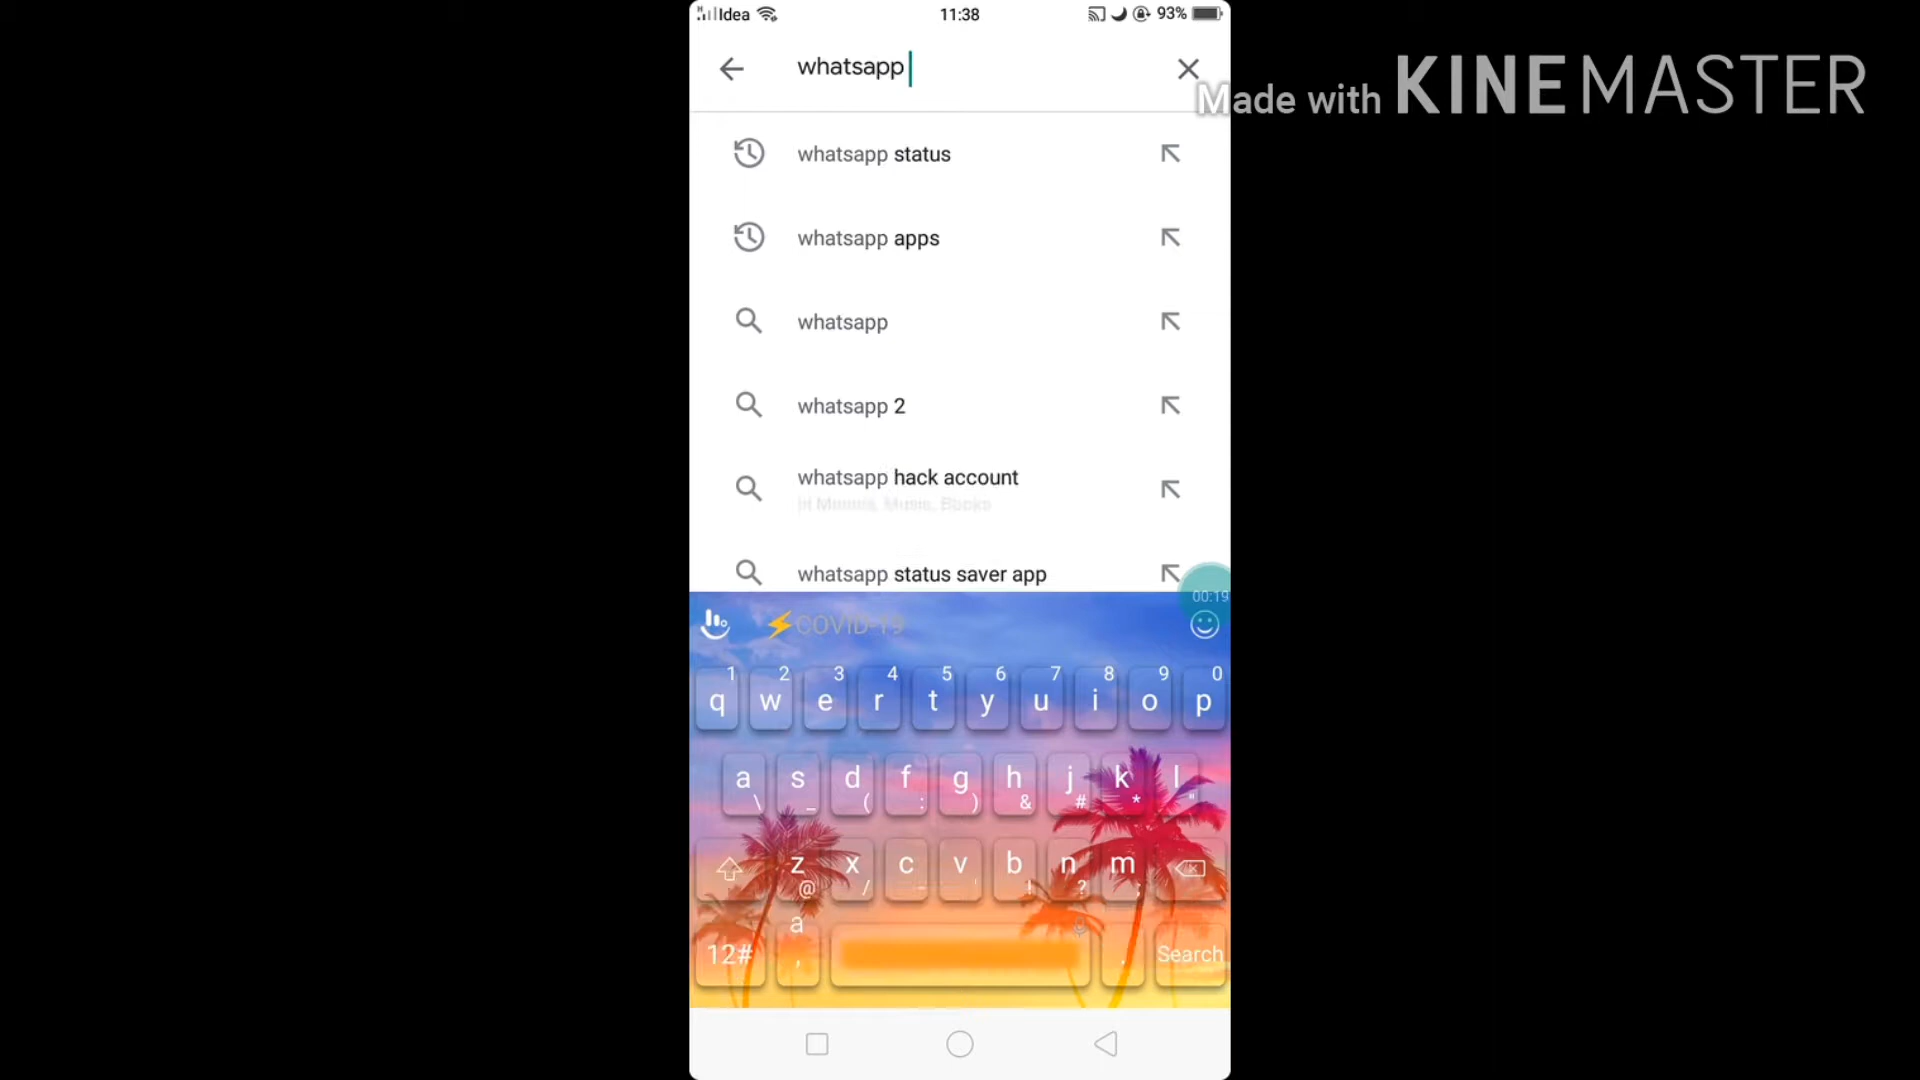 Idea 11:38 93%
whatsapp
Made with KINEMASTER
whatsapp status
whatsapp apps
whatsapp
whatsapp 2
whatsapp hack account
whatsapp status saver app
00:19
COVID-19
1 2 3 4 5 6 7 8 9 0
q w e r t y u i o p
a s d f g h j k l
\ _ ( : ) & # * "
z x c v b n m
@ / ' ! ? ;
a
12# , . Search